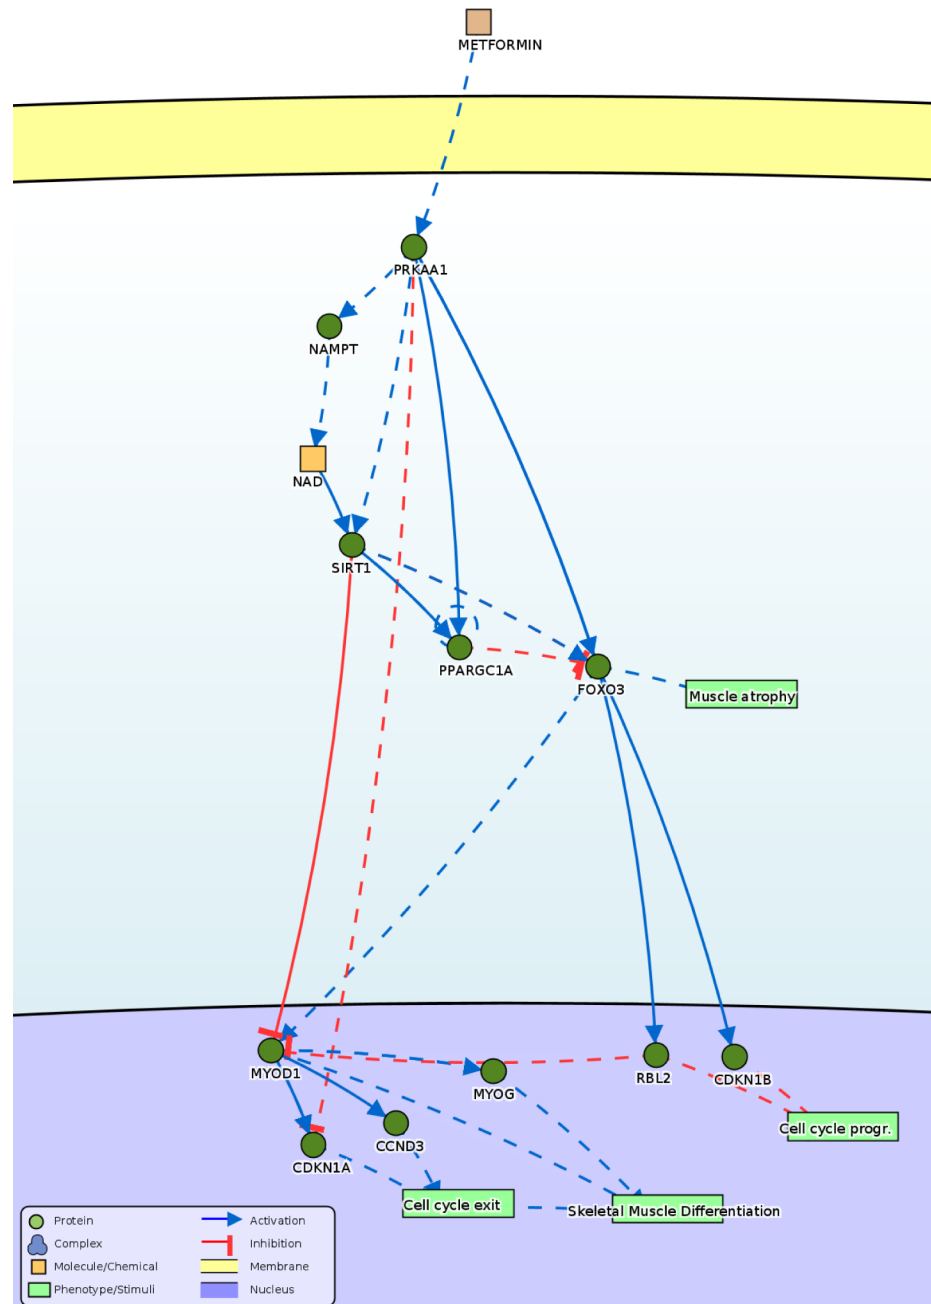 METFORMIN
PRKAA1
NAMPT
NAD
SIRT1
PPARGC1A
FOXO3
Muscle atrophy
MYOD1
MYOG
RBL2
CDKN1B
Cell cycle progr.
CCND3
CDKN1A
Cell cycle exit
Skeletal Muscle Differentiation
Protein
Activation
Complex
Inhibition
Molecule/Chemical
Membrane
Phenotype/Stimuli
Nucleus